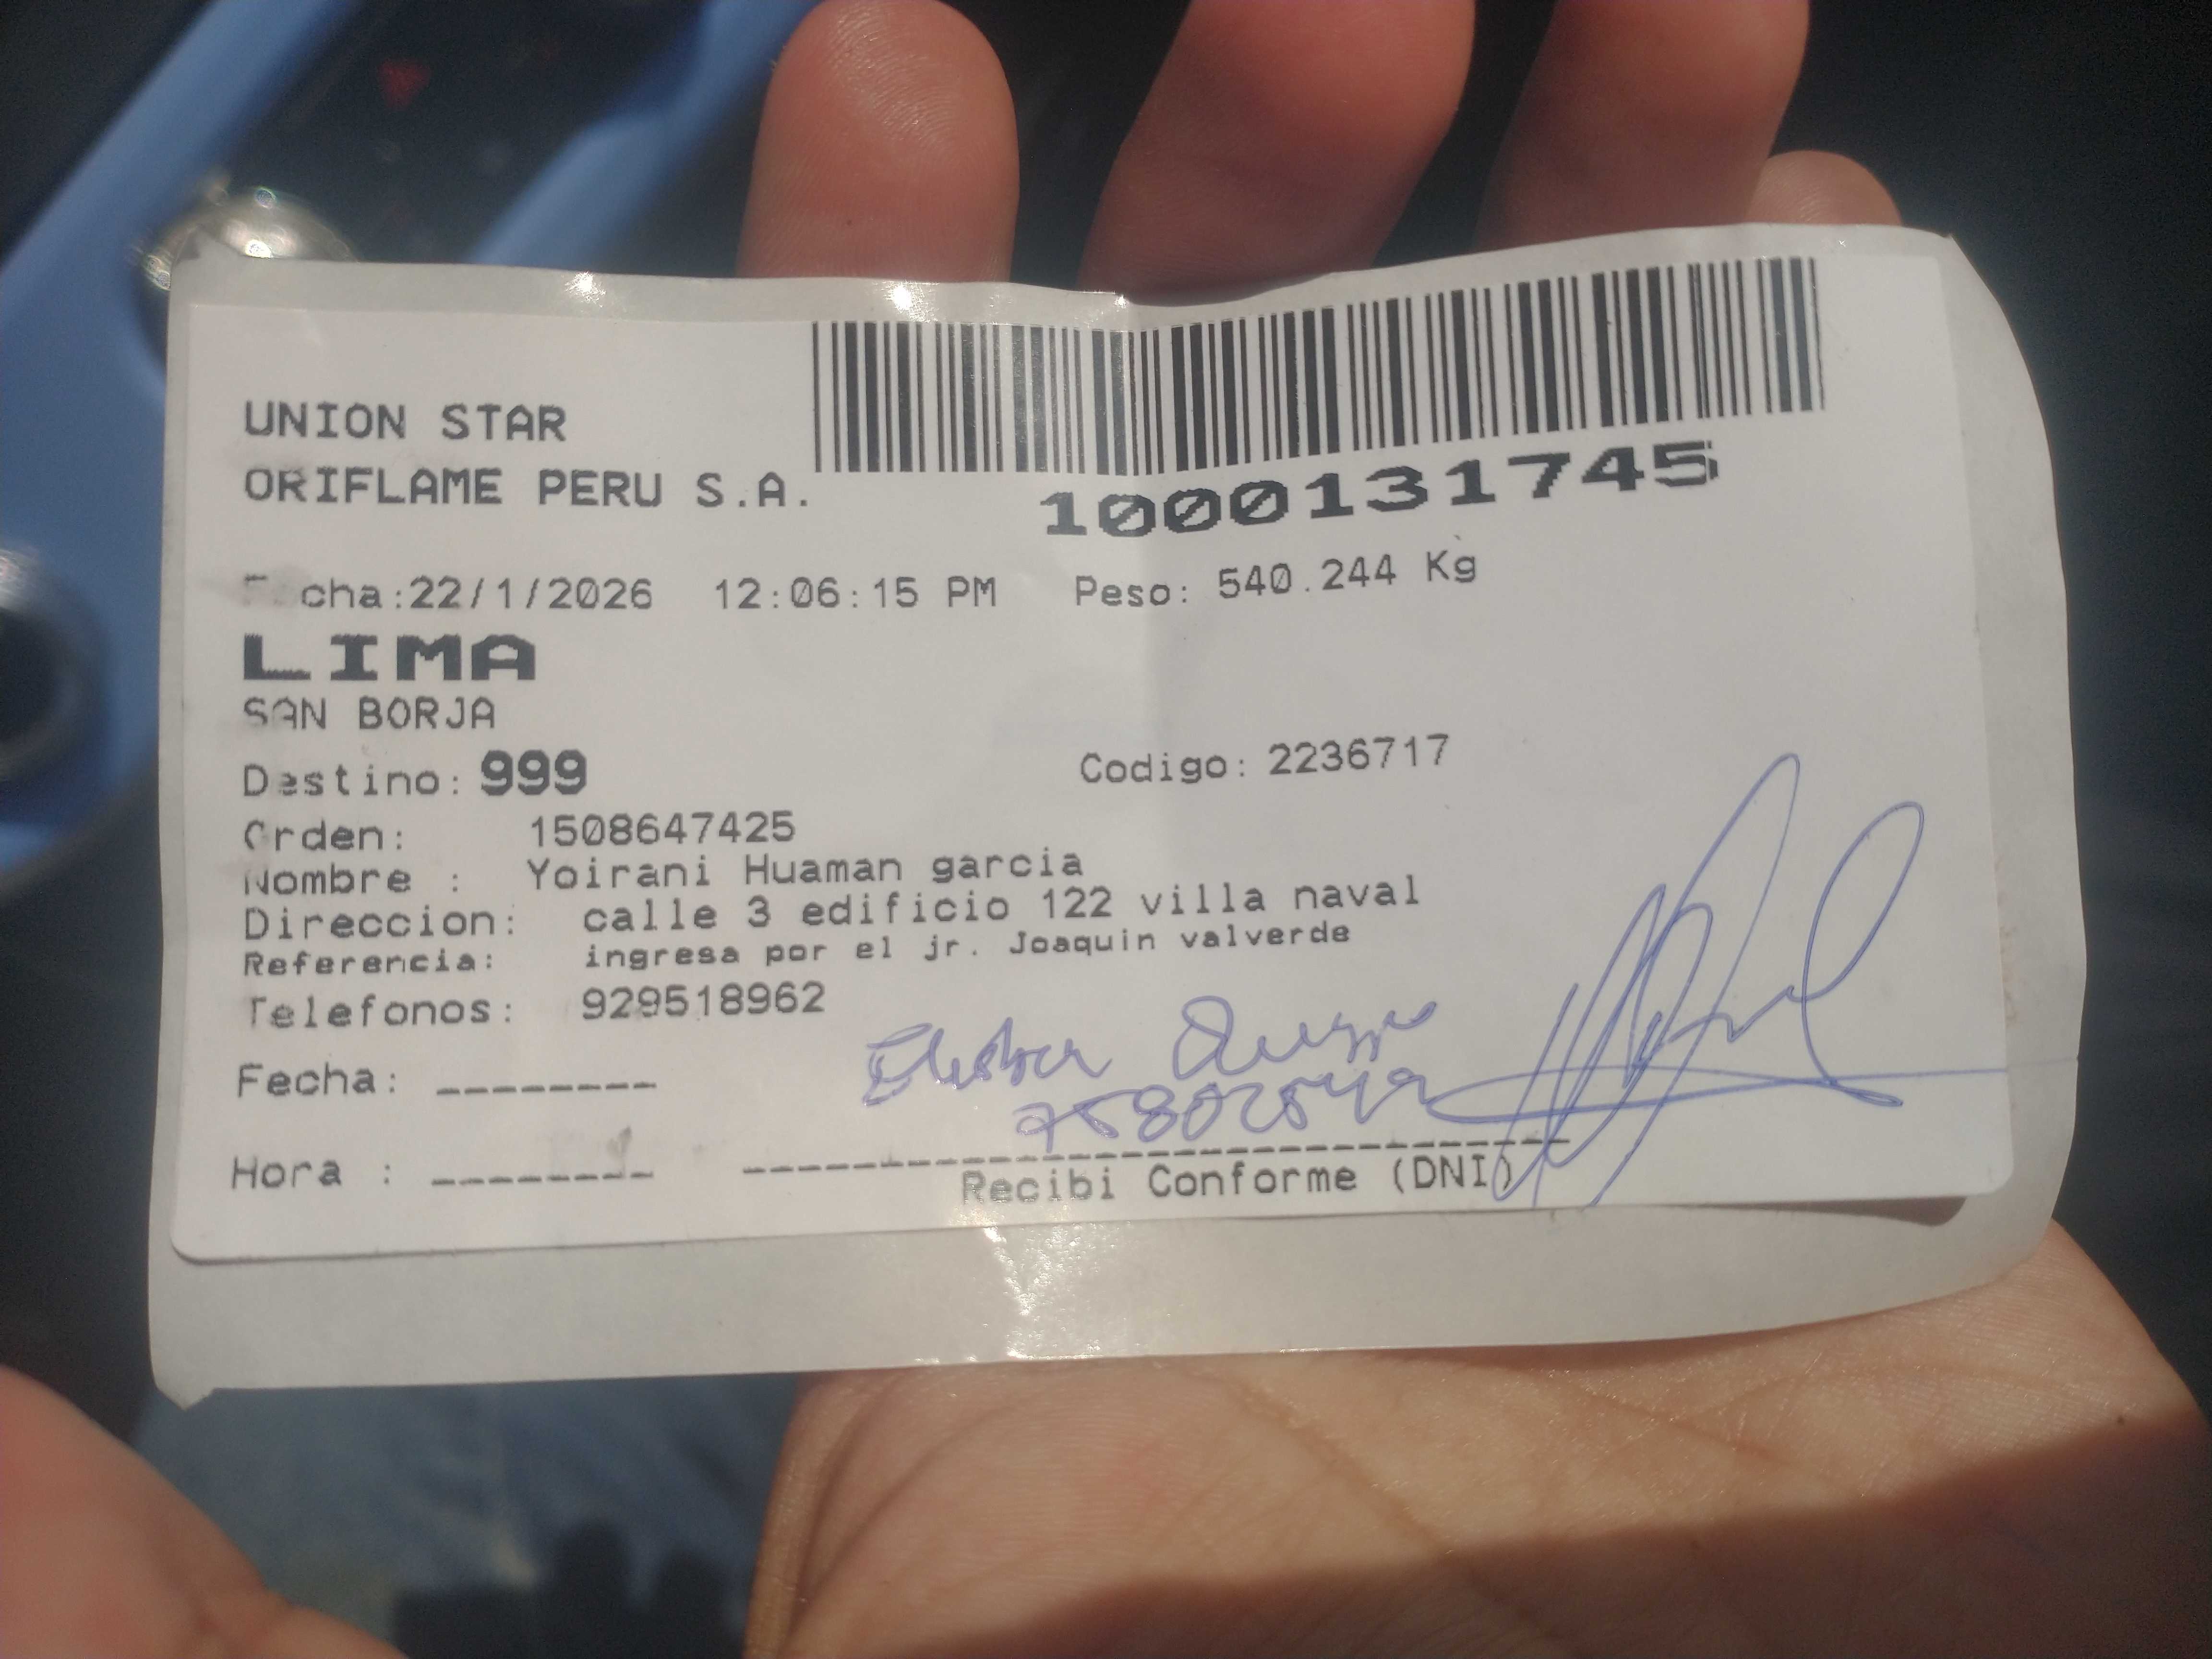 UNION STAR
ORIFLAME PERU S.A.
1000131745
Fecha:22/1/2026 12:06:15 PM Peso: 540.244 Kg
LIMA
SAN BORJA
Destino: 999 Codigo: 2236717
Orden: 1508647425
Nombre : Yoirani Huaman garcia
Direccion: calle 3 edificio 122 villa naval
Referencia: ingresa por el jr. Joaquin valverde
Telefonos: 929518962
Fecha: --------
Hora : --------
Recibi Conforme (DNI)